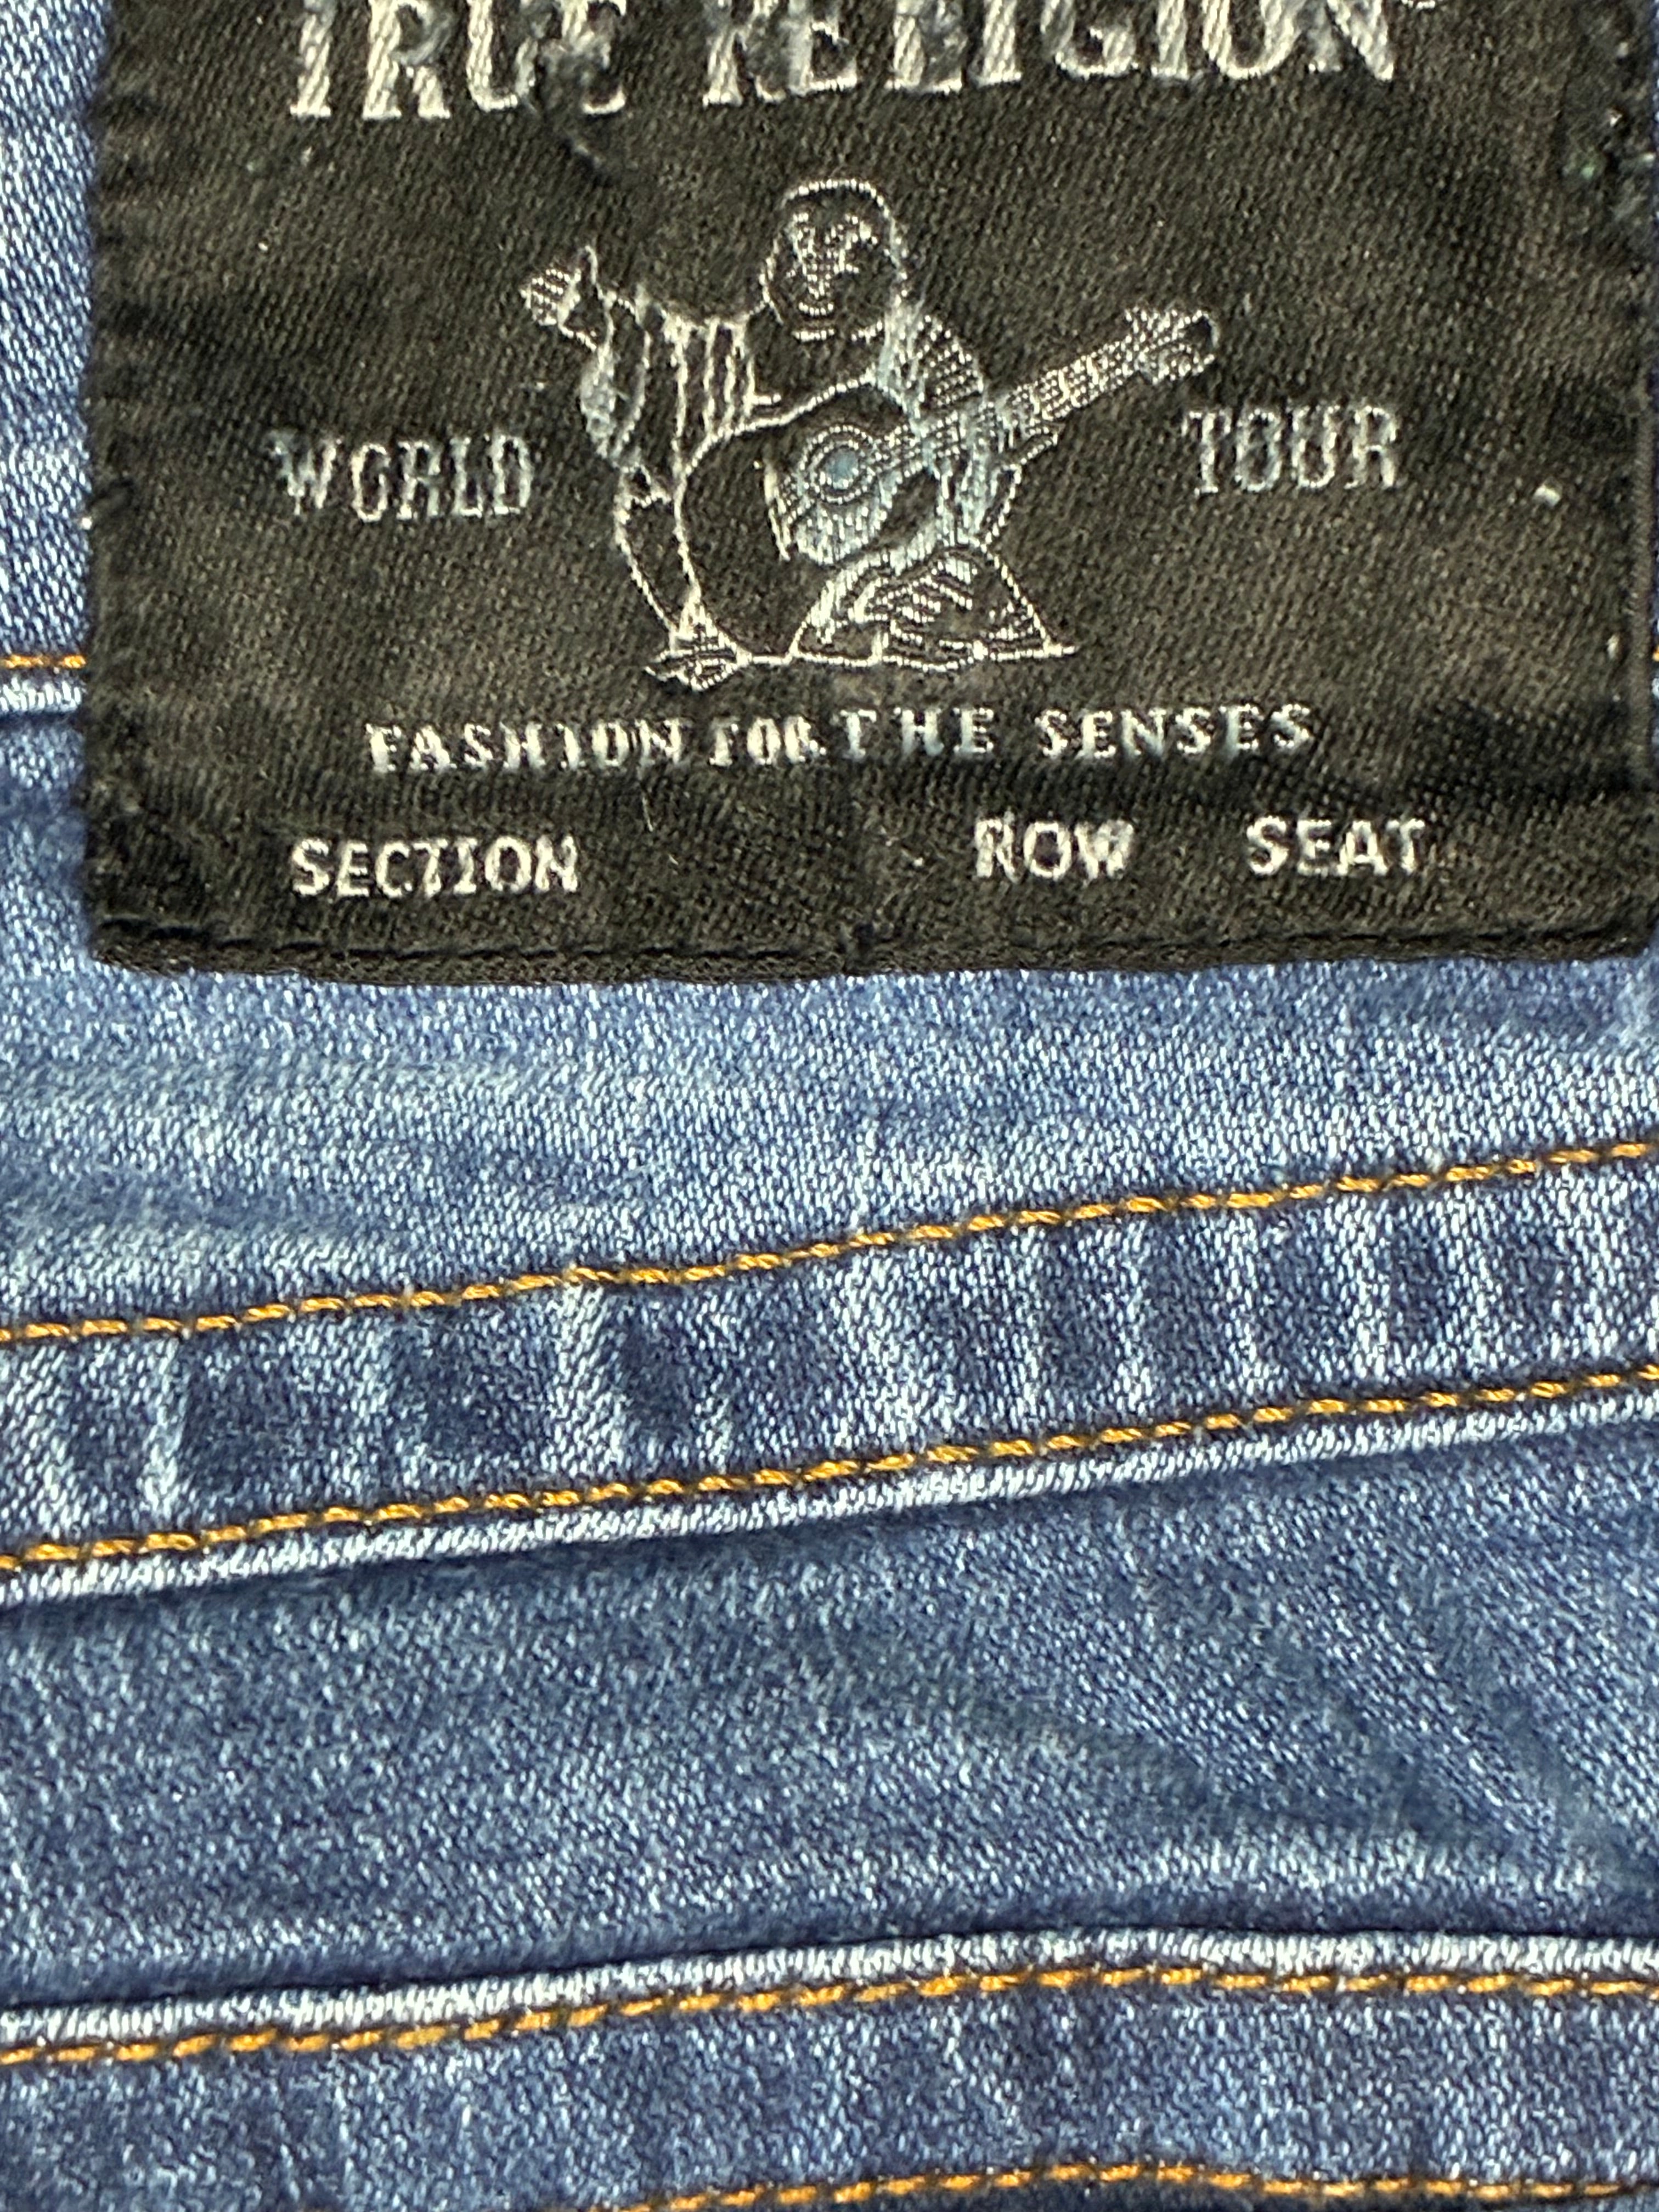 TRUE RELIGION
WORLD TOUR
FASHION FOR THE SENSES
SECTION ROW SEAT